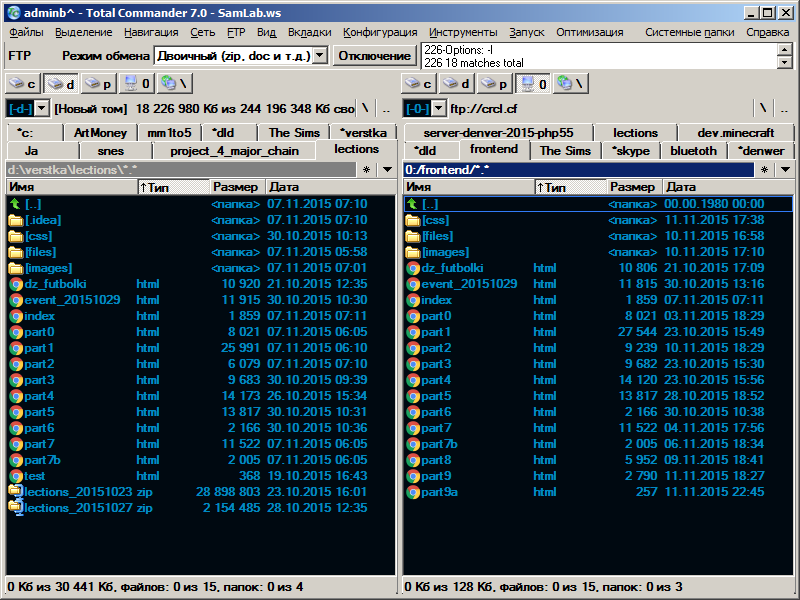 adminb^ - Total Commander 7.0 - SamLab.ws
Файлы Выделение Навигация Сеть FTP Вид Вкладки Конфигурация Инструменты Запуск Оптимизация Системные папки Справка
FTP Режим обмена Двоичный (zip, doc и т.д.) Отключение 226-Options: -l
226 18 matches total
c d p 0 \ c d p 0 \
[-d-] [Новый том] 18 226 980 Кб из 244 196 348 Кб сво \ .. [-0-] ftp://crcl.cf \ ..
*c: ArtMoney mm1to5 *dld The Sims *verstka
Ja snes project_4_major_chain lections
server-denver-2015-php55 lections dev.minecraft
*dld frontend The Sims *skype bluetoth *denwer
d:\verstka\lections\*.* *
Имя ↑Тип Размер Дата
[..] <папка> 07.11.2015 07:10
[.idea] <папка> 07.11.2015 07:10
[css] <папка> 30.10.2015 10:13
[files] <папка> 07.11.2015 05:58
[images] <папка> 07.11.2015 07:01
dz_futbolki html 10 920 21.10.2015 12:35
event_20151029 html 11 915 30.10.2015 10:30
index html 1 859 07.11.2015 07:11
part0 html 8 021 07.11.2015 06:05
part1 html 25 991 07.11.2015 06:10
part2 html 6 079 07.11.2015 07:10
part3 html 9 683 30.10.2015 09:39
part4 html 14 173 26.10.2015 15:34
part5 html 13 817 30.10.2015 10:31
part6 html 2 166 30.10.2015 10:36
part7 html 11 522 07.11.2015 06:05
part7b html 2 005 07.11.2015 06:05
test html 368 19.10.2015 16:43
lections_20151023 zip 28 898 803 23.10.2015 16:01
lections_20151027 zip 2 154 485 28.10.2015 12:35
0 Кб из 30 441 Кб, файлов: 0 из 15, папок: 0 из 4
0:/frontend/*.* *
Имя ↑Тип Размер Дата
[..] <папка> 00.00.1980 00:00
[css] <папка> 11.11.2015 17:38
[files] <папка> 10.11.2015 16:58
[images] <папка> 10.11.2015 17:10
dz_futbolki html 10 806 21.10.2015 17:09
event_20151029 html 11 815 30.10.2015 13:16
index html 1 859 07.11.2015 07:11
part0 html 8 021 03.11.2015 18:29
part1 html 27 544 23.10.2015 15:49
part2 html 9 239 10.11.2015 18:29
part3 html 9 682 23.10.2015 15:30
part4 html 14 120 23.10.2015 15:56
part5 html 13 817 28.10.2015 18:52
part6 html 2 166 30.10.2015 10:38
part7 html 11 522 04.11.2015 17:56
part7b html 2 005 06.11.2015 18:34
part8 html 5 952 09.11.2015 18:41
part9 html 2 790 11.11.2015 18:27
part9a html 257 11.11.2015 22:45
0 Кб из 128 Кб, файлов: 0 из 15, папок: 0 из 3